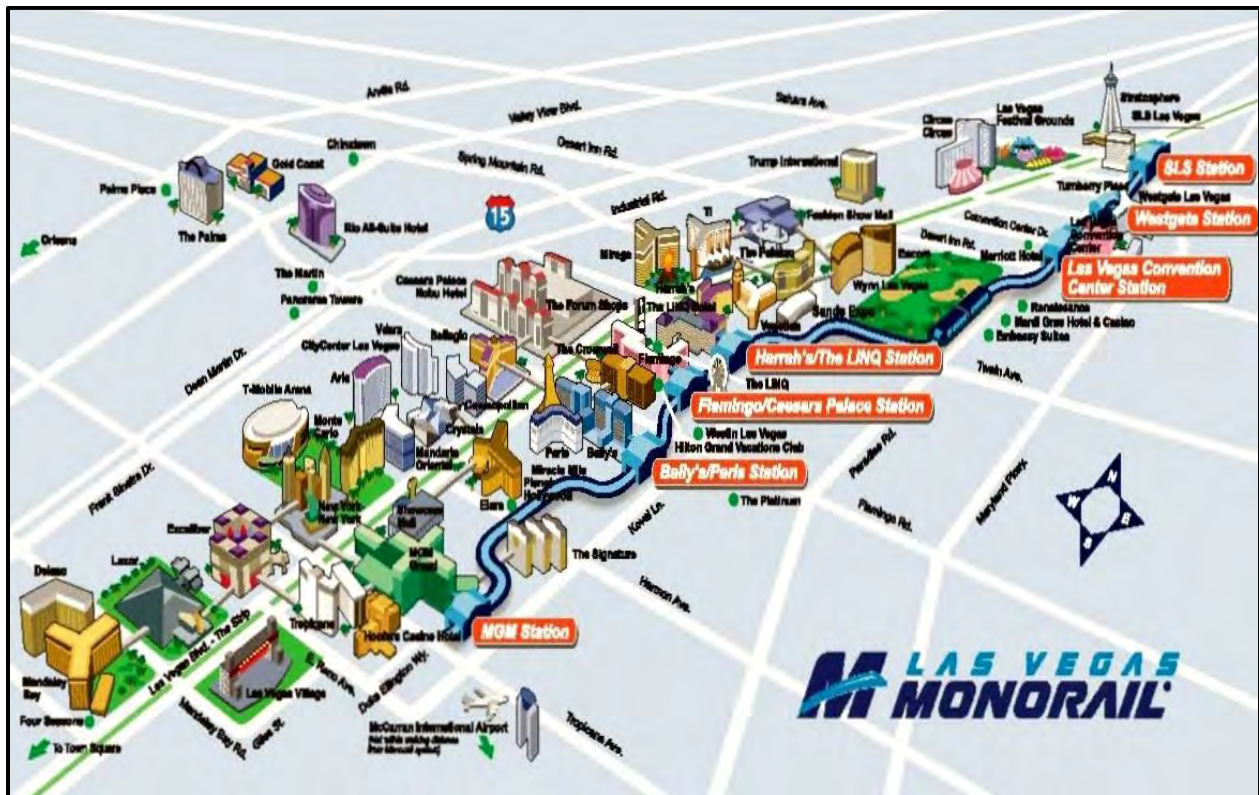 Arville Rd.
Valley View Blvd.
Sahara Ave.
Stratosphere
SLS Las Vegas
Las Vegas
Festival Grounds
Circus
Circus
Chinatown
Desert Inn Rd.
Spring Mountain Rd.
Gold Coast
Trump International
SLS Station
Palms Place
The Palms
Rio All-Suite Hotel
15
Industrial Rd.
TI
Fashion Show Mall
Turnberry Place
Westgate Las Vegas
Westgate Station
Convention Center Dr.
Desert Inn Rd.
Las Vegas
Convention
Center
Orleans
Mirage
The Palazzo
Encore
Marriott Hotel
Las Vegas Convention
Center Station
The Martin
Panorama Towers
Caesars Palace
Nobu Hotel
The Forum Shops
Harrah's
The LINQ Hotel
Wynn Las Vegas
Sands Expo
Venetian
Renaissance
Mardi Gras Hotel & Casino
Embassy Suites
Vdara
CityCenter Las Vegas
Bellagio
The Cromwell
Flamingo
Harrah's/The LINQ Station
Twain Ave.
Dean Martin Dr.
T-Mobile Arena
Aria
Cosmopolitan
The LINQ
Flamingo/Caesars Palace Station
Monte
Carlo
Crystals
Mandarin
Oriental
Paris
Bally's
Westin Las Vegas
Hilton Grand Vacations Club
Bally's/Paris Station
Paradise Rd.
Miracle Mile
Planet
Hollywood
Elara
The Platinum
Maryland Pkwy.
Flamingo Rd.
Frank Sinatra Dr.
New York
New York
Showcase
Mall
Koval Ln.
N
E
S
W
Excalibur
MGM
Grand
The Signature
Harmon Ave.
Delano
Luxor
Tropicana
Hooters Casino Hotel
MGM Station
Las Vegas Blvd. - The Strip
Mandalay
Bay
Las Vegas Village
E. Reno Ave.
Duke Ellington Wy.
Four Seasons
Mandalay Bay Rd.
Giles St.
To Town Square
McCarran International Airport
Tropicana Ave.
M LAS VEGAS
MONORAIL